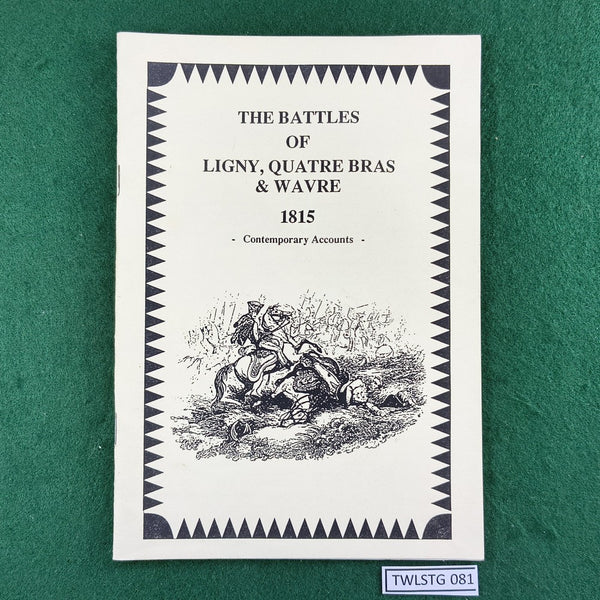 THE BATTLES
OF
LIGNY, QUATRE BRAS
& WAVRE
1815
- Contemporary Accounts -
TWLSTG 081